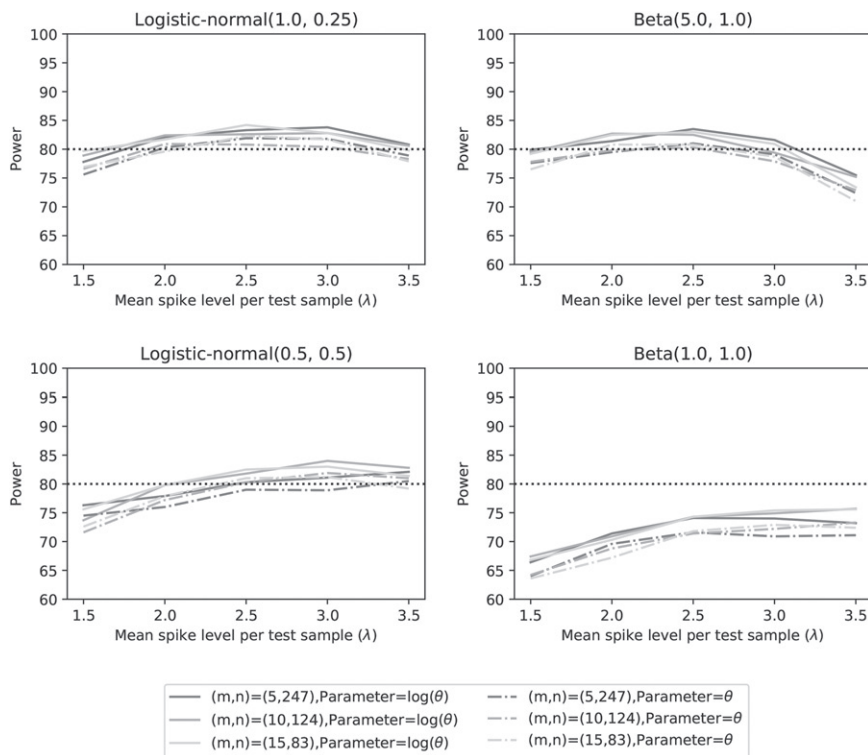 Logistic-normal(1.0, 0.25)
100
95
90
85
80
75
70
65
60
Power
1.5 2.0 2.5 3.0 3.5
Mean spike level per test sample (λ)
Beta(5.0, 1.0)
100
95
90
85
80
75
70
65
60
Power
1.5 2.0 2.5 3.0 3.5
Mean spike level per test sample (λ)
Logistic-normal(0.5, 0.5)
100
95
90
85
80
75
70
65
60
Power
1.5 2.0 2.5 3.0 3.5
Mean spike level per test sample (λ)
Beta(1.0, 1.0)
100
95
90
85
80
75
70
65
60
Power
1.5 2.0 2.5 3.0 3.5
Mean spike level per test sample (λ)
(m,n)=(5,247),Parameter=log(θ)
(m,n)=(10,124),Parameter=log(θ)
(m,n)=(15,83),Parameter=log(θ)
(m,n)=(5,247),Parameter=θ
(m,n)=(10,124),Parameter=θ
(m,n)=(15,83),Parameter=θ